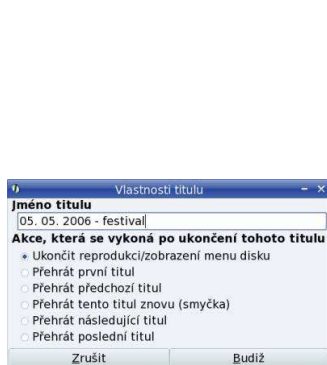 Vlastnosti titulu
Jméno titulu
05. 05. 2006 - festival
Akce, která se vykoná po ukončení tohoto titulu
Ukončit reprodukci/zobrazení menu disku
Přehrát první titul
Přehrát předchozí titul
Přehrát tento titul znovu (smyčka)
Přehrát následující titul
Přehrát poslední titul
Zrušit Budiž